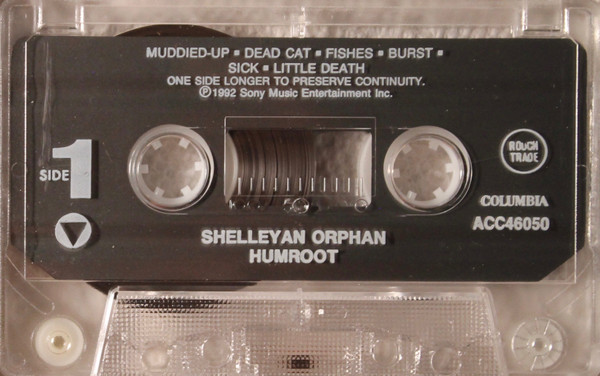 MUDDIED-UP ▪ DEAD CAT ▪ FISHES ▪ BURST ▪
SICK ▪ LITTLE DEATH
ONE SIDE LONGER TO PRESERVE CONTINUITY.
Ⓟ1992 Sony Music Entertainment Inc.
SIDE 1
ROUGH
TRADE
COLUMBIA
ACC46050
SHELLEYAN ORPHAN
HUMROOT